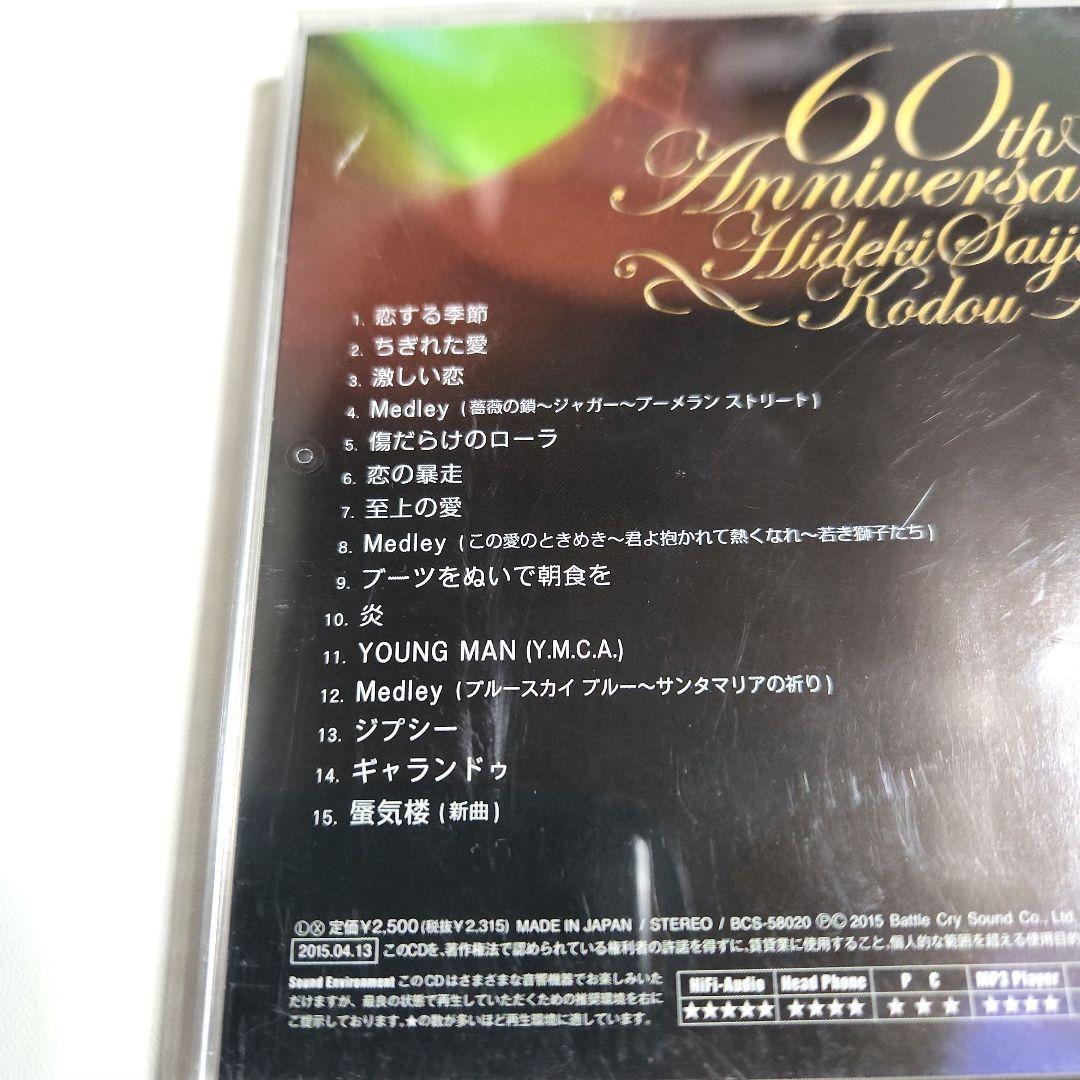 60th
Anniversa
Hideki Saijo
Kodou
1. 恋する季節
2. ちぎれた愛
3. 激しい恋
4. Medley (薔薇の鎖〜ジャガー〜ブーメラン ストリート)
5. 傷だらけのローラ
6. 恋の暴走
7. 至上の愛
8. Medley (この愛のときめき〜君よ抱かれて熱くなれ〜若き獅子たち)
9. ブーツをぬいで朝食を
10. 炎
11. YOUNG MAN (Y.M.C.A.)
12. Medley (ブルースカイ ブルー〜サンタマリアの祈り)
13. ジプシー
14. ギャランドゥ
15. 蜃気楼 (新曲)
ⓁⓍ 定価¥2,500(税抜¥2,315) MADE IN JAPAN / STEREO / BCS-58020 ℗© 2015 Battle Cry Sound Co., Ltd.
2015.04.13 このCDを、著作権法で認められている権利者の許諾を得ずに、賃貸業に使用すること、個人的な範囲を超える使用目的
Sound Environment このCDはさまざまな音響機器でお楽しみいた
だけますが、最良の状態で再生していただくための推奨環境を右に
ご提示しております。★の数が多いほど再生環境に適しています。
HiFi-Audio Head Phone P C MP3 Player
★★★★★ ★★★★ ★★★ ★★★★